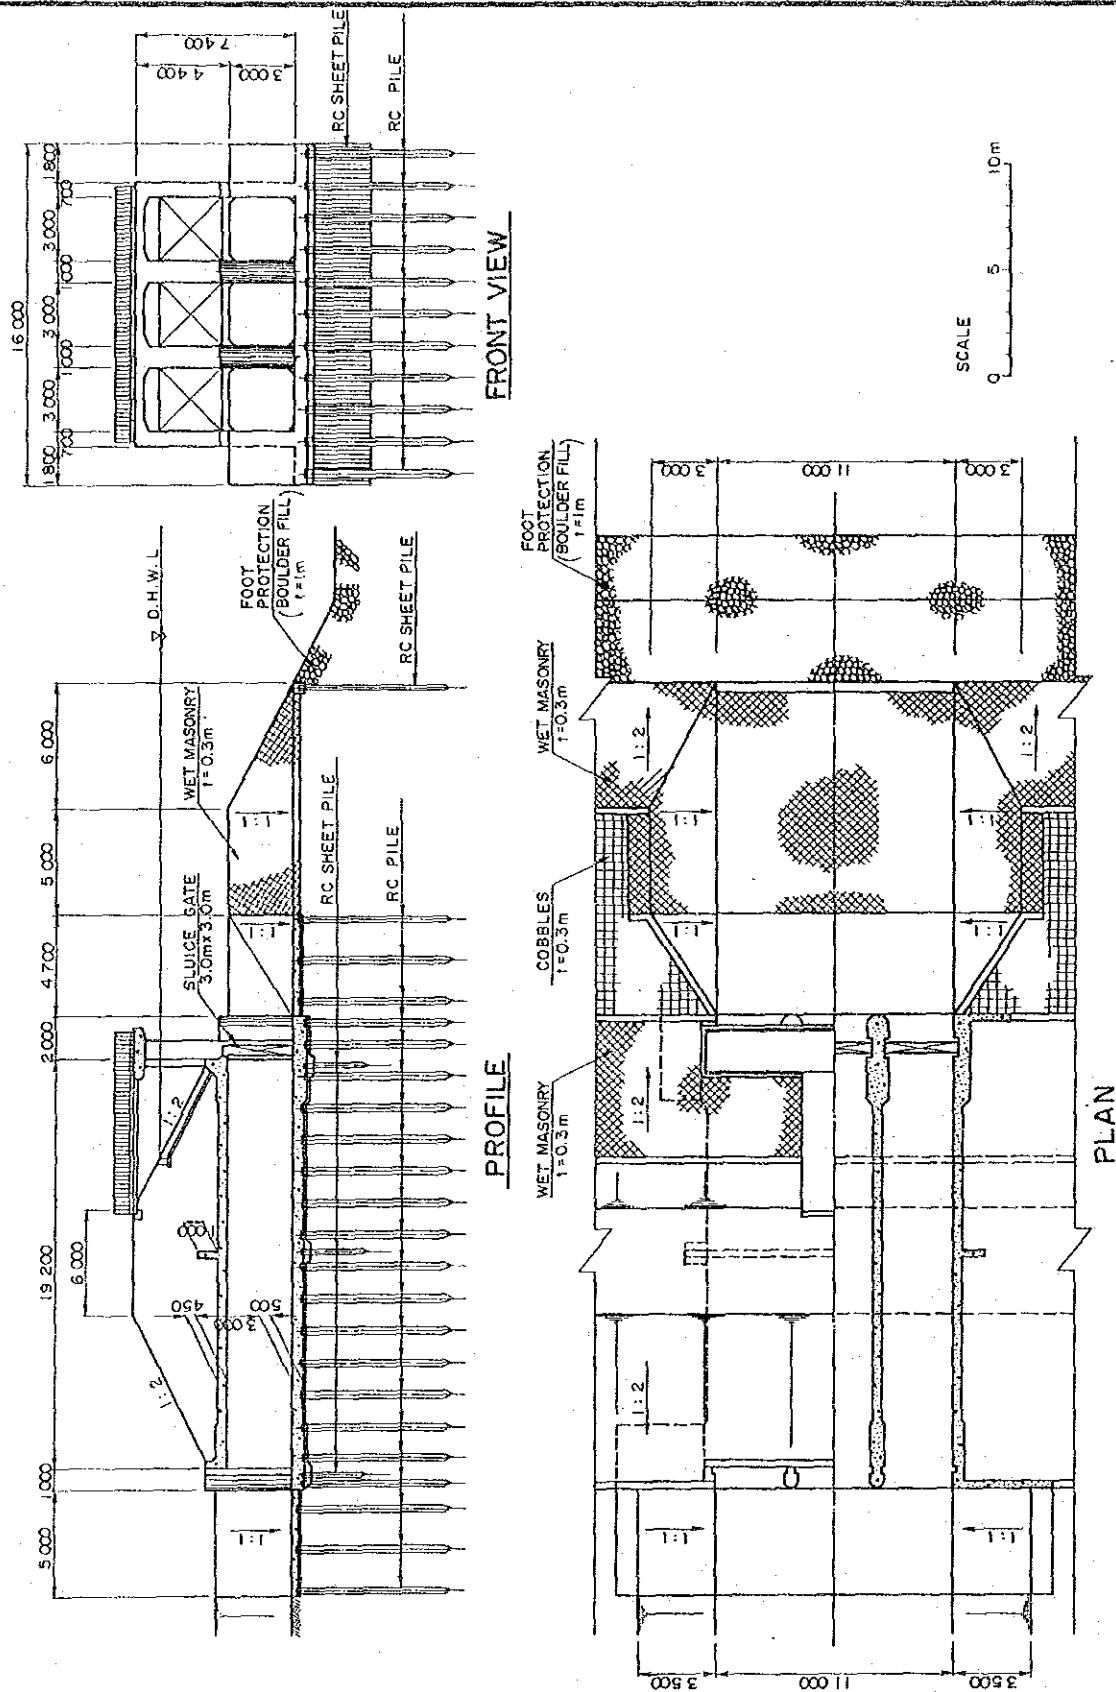 16 000
1 800
700
3 000
1 000
3 000
1 000
3 000
700
1 800
7 400
4 400
3 000
RC SHEET PILE
RC PILE
FRONT VIEW
5 000
1 000
19 200
2 000
4 700
5 000
6 000
6 000
D.H.W.L
SLUICE GATE
3.0m×3.0m
WET MASONRY
t=0.3m
FOOT
PROTECTION
(BOULDER FILL)
t=1m
1:2
1:2
450
3 000
500
1:1
1:1
1:1
RC SHEET PILE
RC PILE
RC SHEET PILE
PROFILE
WET MASONRY
t=0.3m
COBBLES
t=0.3m
WET MASONRY
t=0.3m
FOOT
PROTECTION
(BOULDER FILL)
t=1m
1:2
1:2
1:2
1:2
1:1
1:1
1:1
1:1
1:1
1:1
3 500
11 000
3 500
3 000
11 000
3 000
PLAN
SCALE
0 5 10m